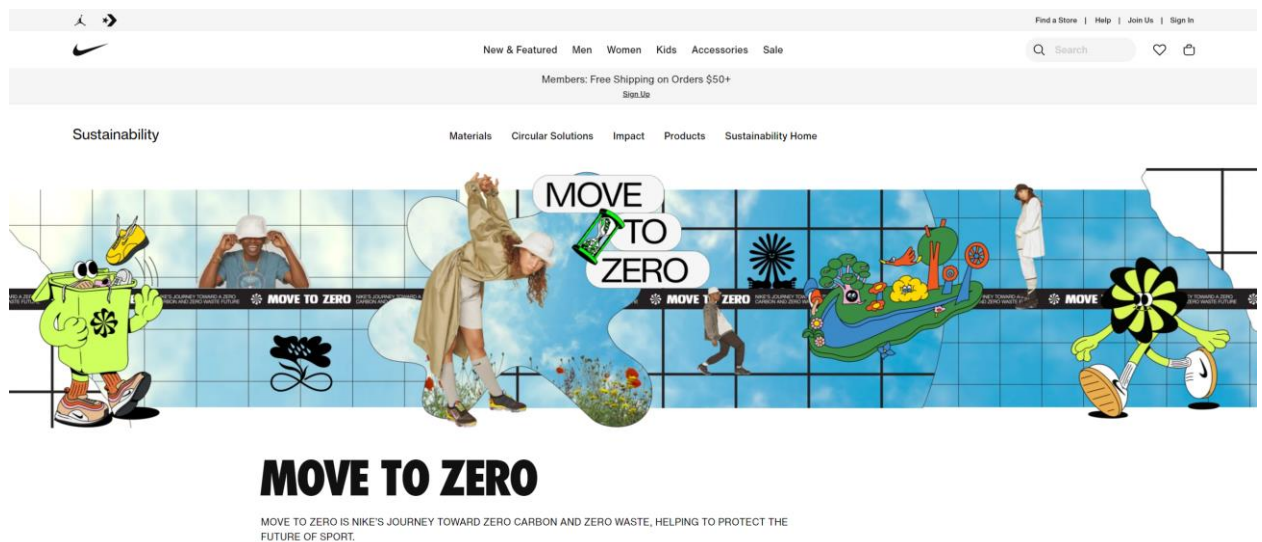 Find a Store | Help | Join Us | Sign In
New & Featured Men Women Kids Accessories Sale
Search
Members: Free Shipping on Orders $50+
Sign Up
Sustainability
Materials Circular Solutions Impact Products Sustainability Home
MOVE
TO
ZERO
MOVE TO ZERO
MOVE TO ZERO
MOVE
MOVE TO ZERO
MOVE TO ZERO IS NIKE'S JOURNEY TOWARD ZERO CARBON AND ZERO WASTE, HELPING TO PROTECT THE
FUTURE OF SPORT.